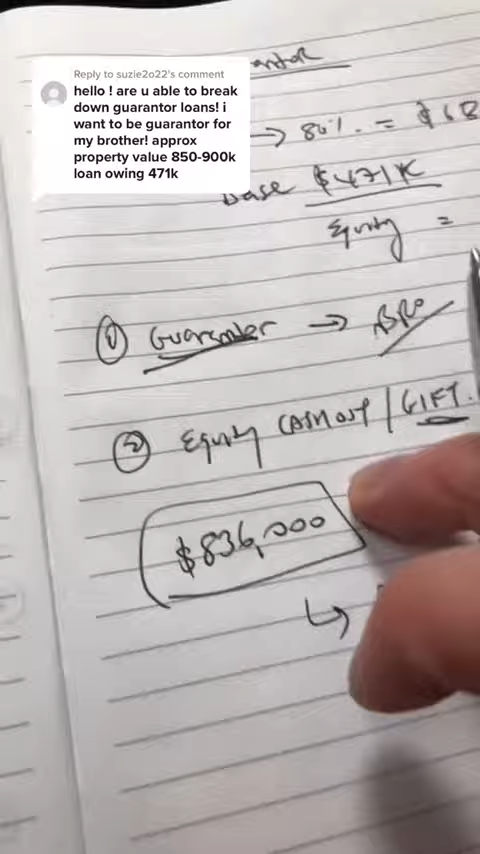 Reply to suzie2o22's comment
hello ! are u able to break
down guarantor loans! i
want to be guarantor for
my brother! approx
property value 850-900k
loan owing 471k
→ 80% = $68
Base $471K
Equity =
① Guarantor → BRO
② Equity CASHOUT / GIFT.
$836,000
↳